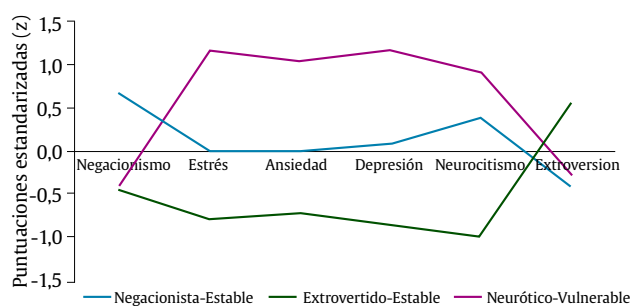 Puntuaciones estandarizadas (z)
1,5
1,0
0,5
0,0
-0,5
-1,0
-1,5
Negacionismo Estrés Ansiedad Depresión Neurocitismo Extroversion
Negacionista-Estable Extrovertido-Estable Neurótico-Vulnerable